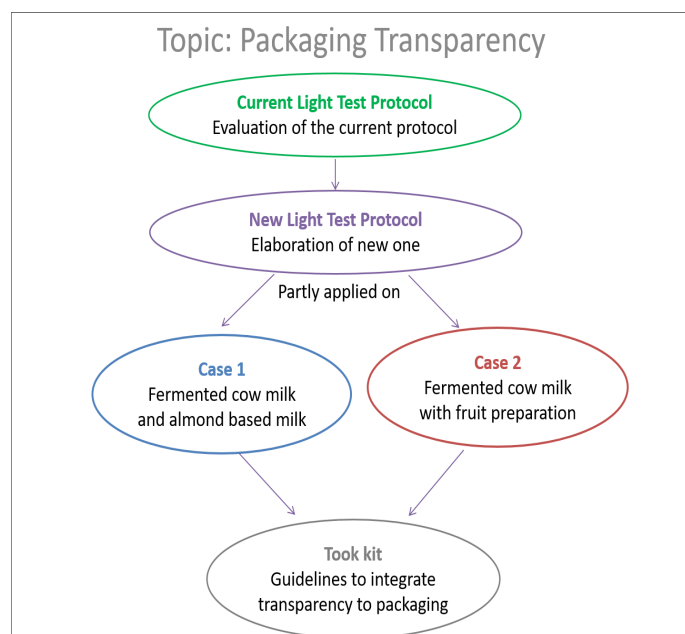 Topic: Packaging Transparency
Current Light Test Protocol
Evaluation of the current protocol
New Light Test Protocol
Elaboration of new one
Partly applied on
Case 1
Fermented cow milk
and almond based milk
Case 2
Fermented cow milk
with fruit preparation
Took kit
Guidelines to integrate
transparency to packaging